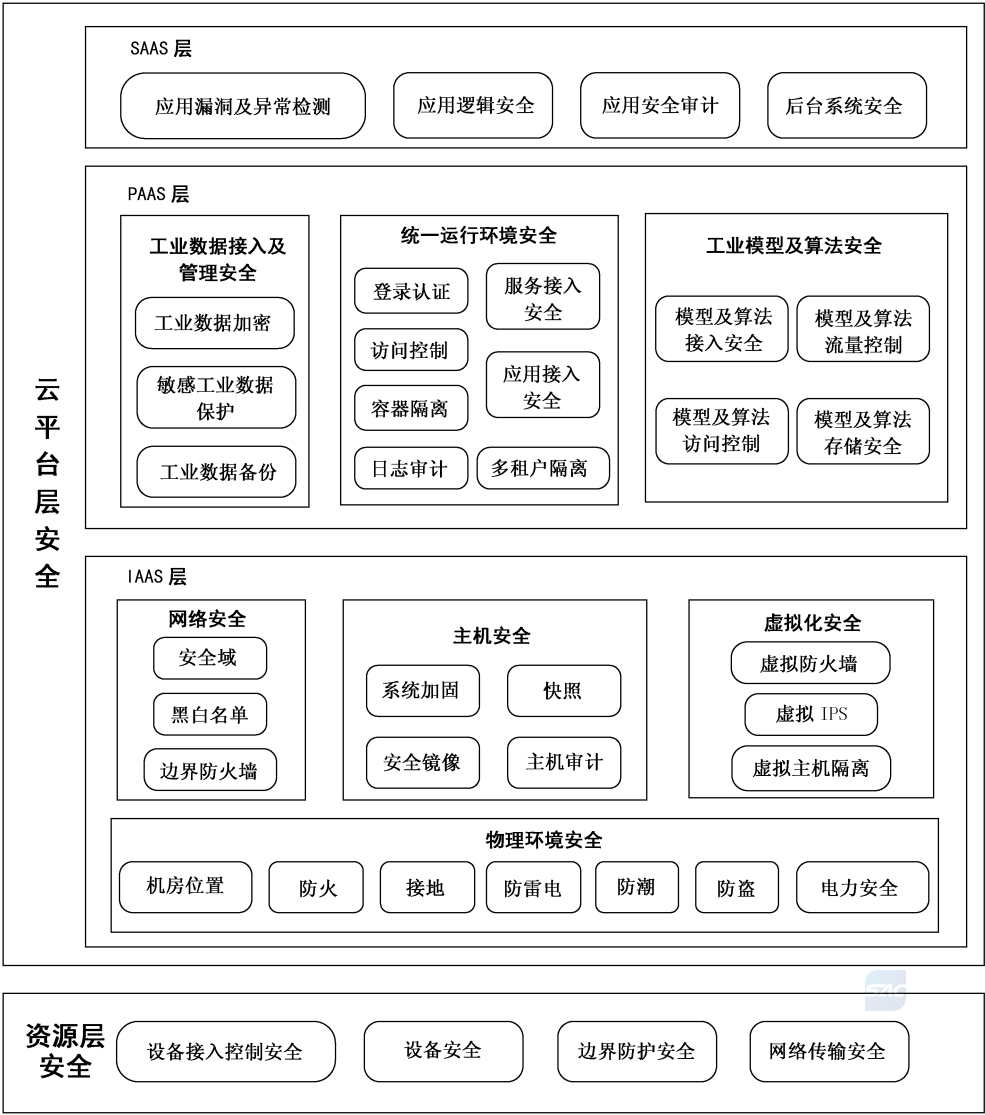 SAAS 层
应用漏洞及异常检测
应用逻辑安全
应用安全审计
后台系统安全
云
平
台
层
安
全
PAAS 层
工业数据接入及
管理安全
工业数据加密
敏感工业数据
保护
工业数据备份
统一运行环境安全
登录认证
服务接入
安全
访问控制
应用接入
安全
容器隔离
日志审计
多租户隔离
工业模型及算法安全
模型及算法
接入安全
模型及算法
流量控制
模型及算法
访问控制
模型及算法
存储安全
IAAS 层
网络安全
安全域
黑白名单
边界防火墙
主机安全
系统加固
快照
安全镜像
主机审计
虚拟化安全
虚拟防火墙
虚拟 IPS
虚拟主机隔离
物理环境安全
机房位置
防火
接地
防雷电
防潮
防盗
电力安全
资源层
安全
设备接入控制安全
设备安全
边界防护安全
网络传输安全